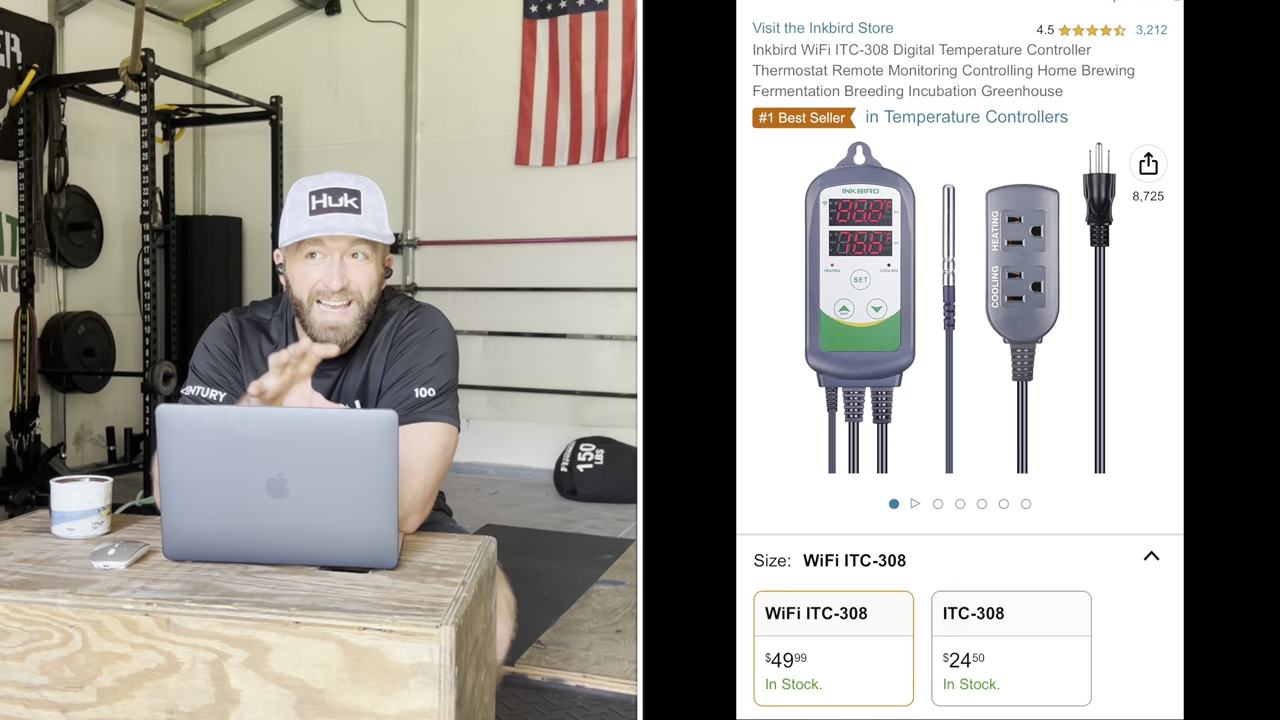 Huk
CENTURY
100
150
LBS
Visit the Inkbird Store
4.5
3,212
Inkbird WiFi ITC-308 Digital Temperature Controller
Thermostat Remote Monitoring Controlling Home Brewing
Fermentation Breeding Incubation Greenhouse
#1 Best Seller
in Temperature Controllers
INKBIRD
HEATING
COOLING
SET
HEATING
COOLING
8,725
Size: WiFi ITC-308
WiFi ITC-308
ITC-308
$49.99
$24.50
In Stock.
In Stock.